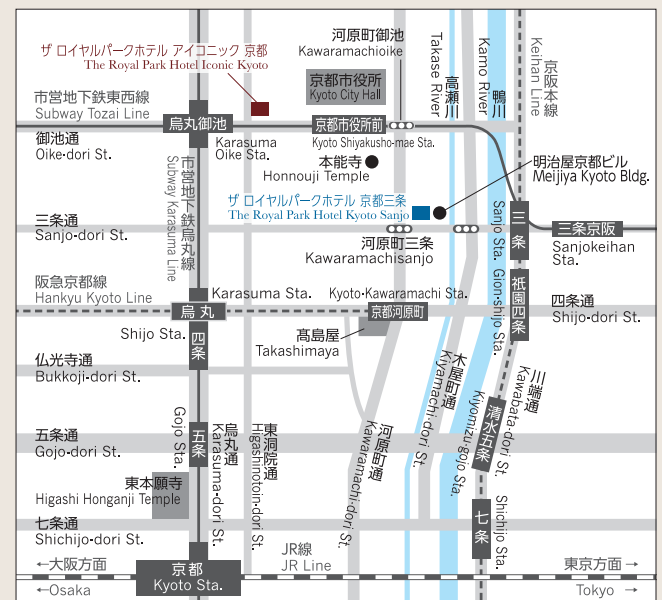 ザ ロイヤルパークホテル アイコニック 京都
The Royal Park Hotel Iconic Kyoto
河原町御池
Kawaramachioike
京都市役所
Kyoto City Hall
高瀬川
Takase River
鴨川
Kamo River
京阪本線
Keihan Line
市営地下鉄東西線
Subway Tozai Line
烏丸御池
京都市役所前
御池通
Oike-dori St.
Karasuma
Oike Sta.
Kyoto Shiyakusho-mae Sta.
市営地下鉄烏丸線
Subway Karasuma Line
本能寺
Honnouji Temple
明治屋京都ビル
Meijiya Kyoto Bldg.
ザ ロイヤルパークホテル 京都三条
The Royal Park Hotel Kyoto Sanjo
三条通
Sanjo-dori St.
河原町三条
Kawaramachisanjo
Sanjo Sta.
三条
三条京阪
Sanjokeihan
Sta.
阪急京都線
Hankyu Kyoto Line
Karasuma Sta.
Kyoto-Kawaramachi Sta.
Gion-shijo Sta.
祇園四条
四条通
Shijo-dori St.
烏丸
京都河原町
Shijo Sta.
四条
髙島屋
Takashimaya
仏光寺通
Bukkoji-dori St.
木屋町通
Kiyamachi-dori St.
川端通
Kawabata-dori St.
五条通
Gojo-dori St.
Gojo Sta.
五条
烏丸通
Karasuma-dori St.
東洞院通
Higashinotoin-dori St.
河原町通
Kawaramachi-dori St.
Kiyomizu-gojo Sta.
清水五条
東本願寺
Higashi Honganji Temple
七条通
Shichijo-dori St.
七条
Shichijo Sta.
京都
Kyoto Sta.
JR線
JR Line
←大阪方面
←Osaka
東京方面 →
Tokyo →